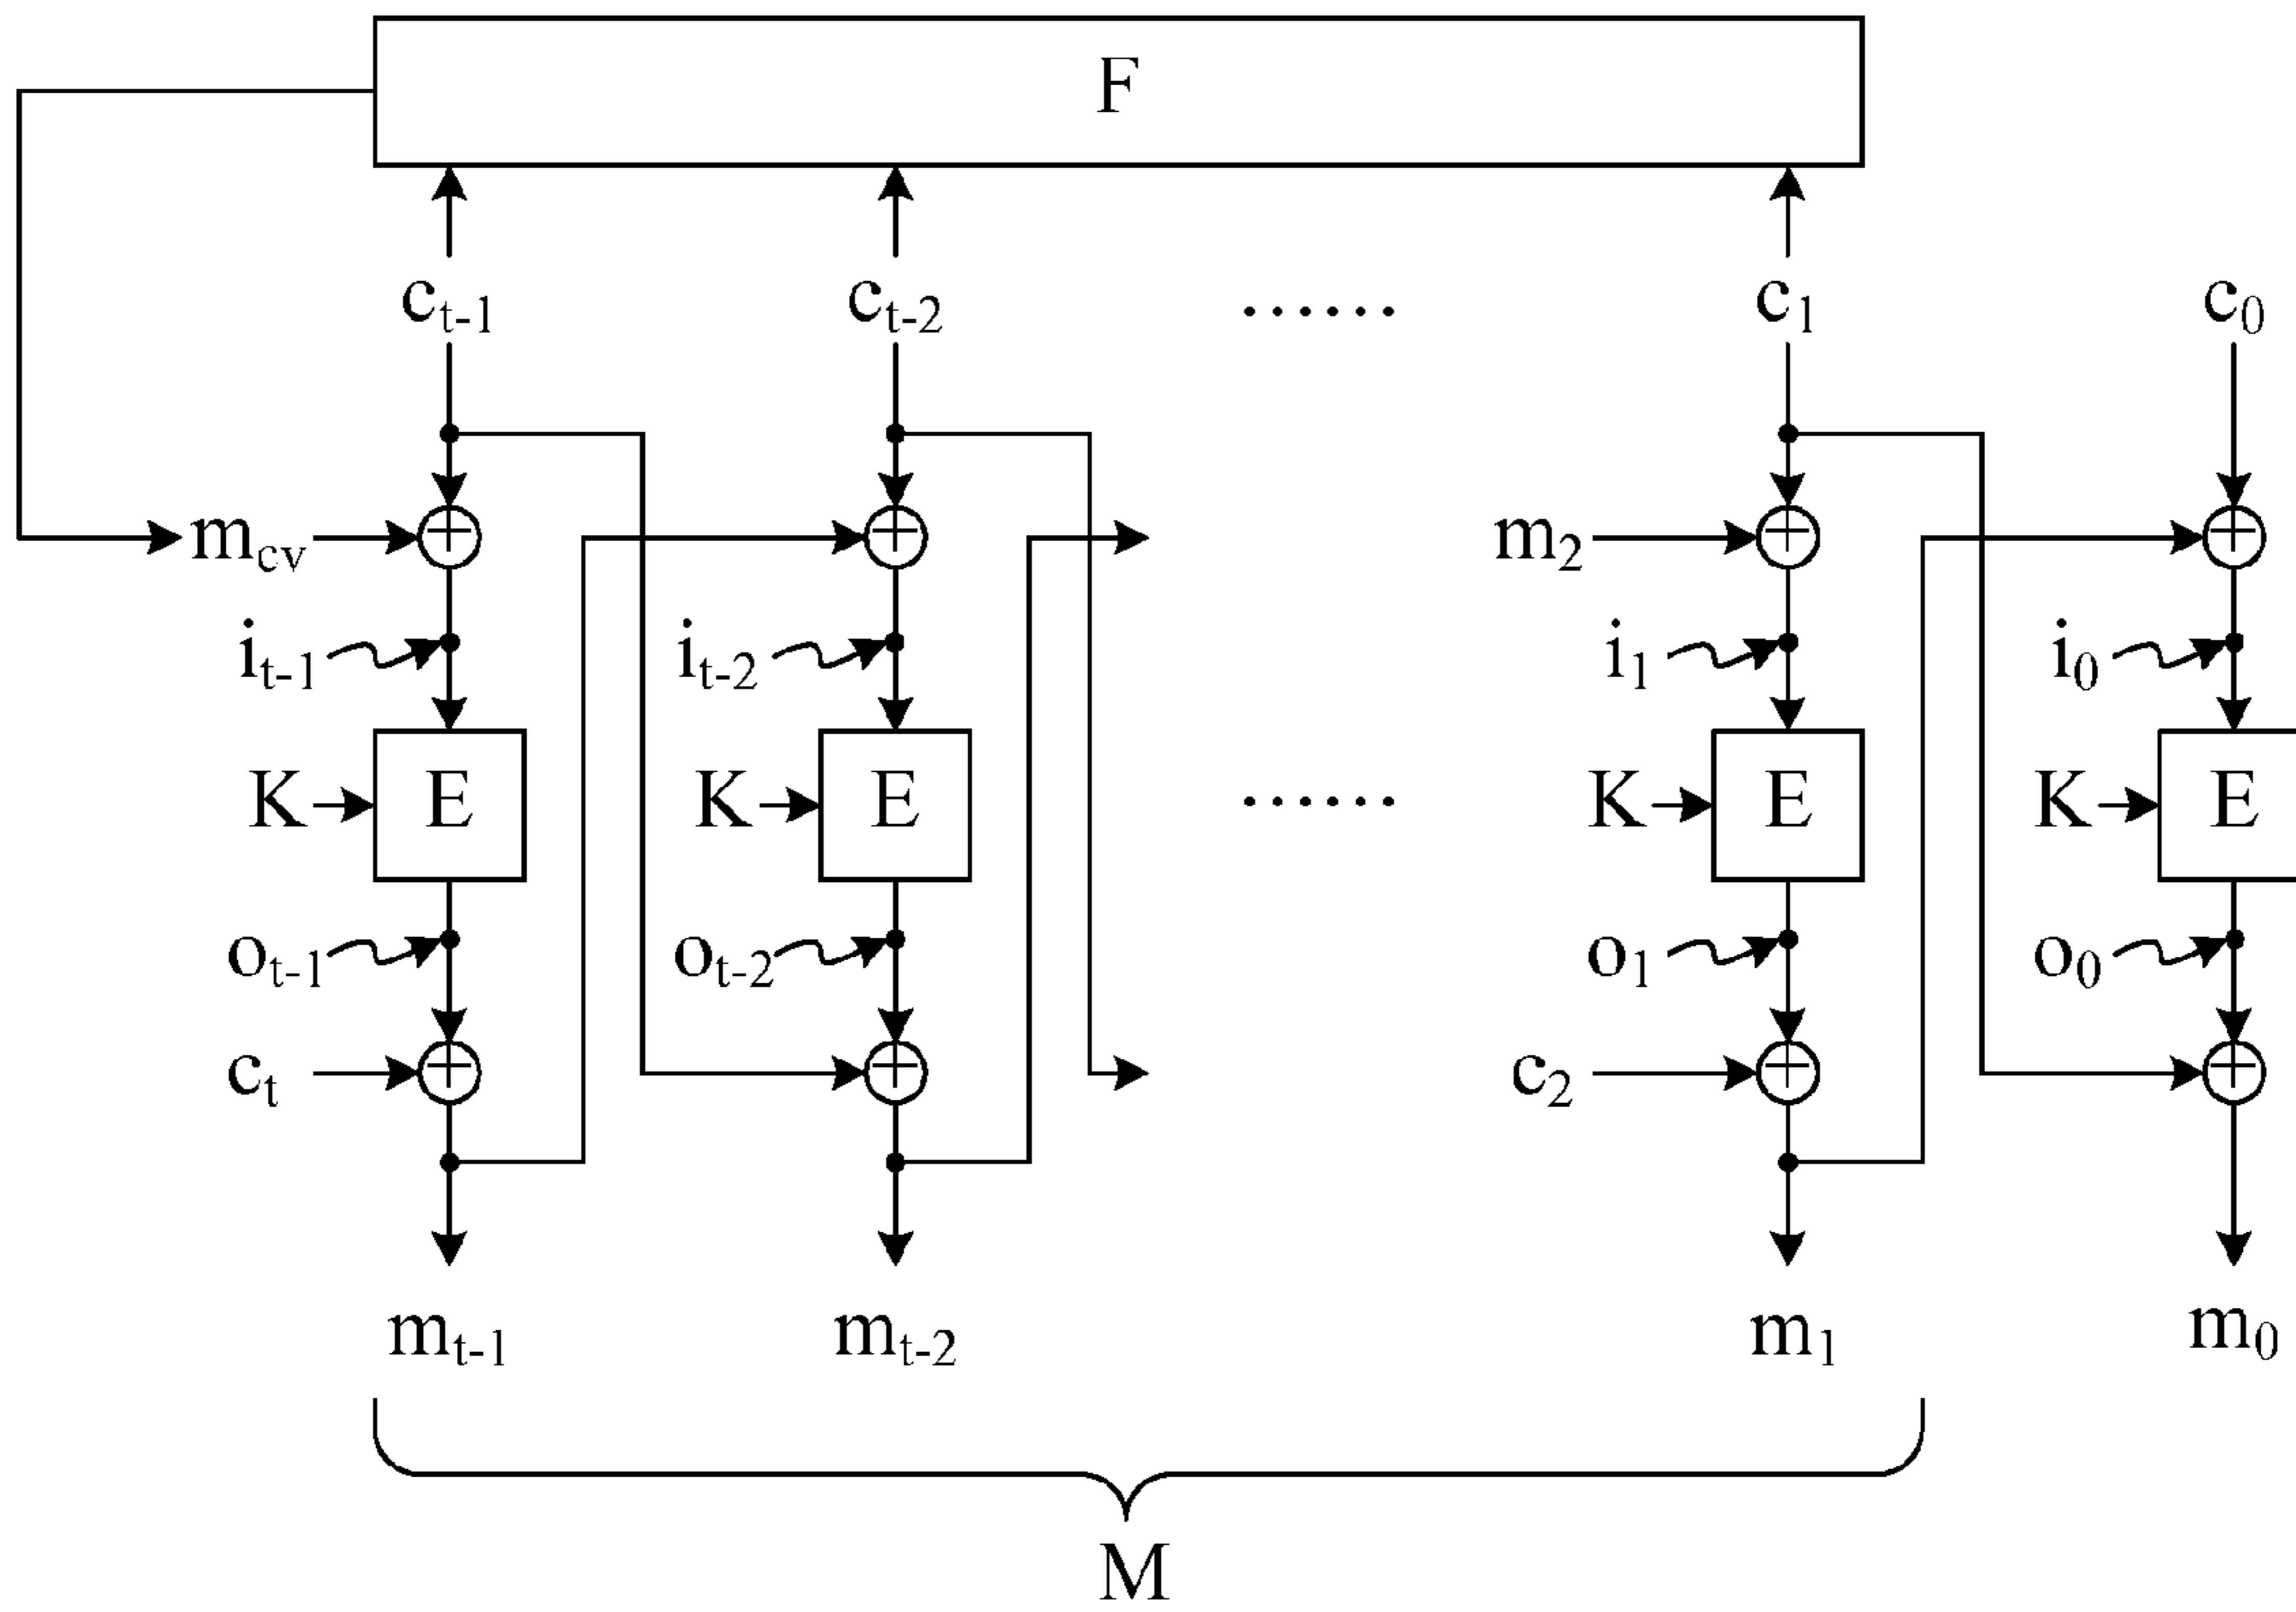 F
c_{t-1} c_{t-2} ...... c_1 c_0
m_{cv} m_2
i_{t-1} i_{t-2} i_1 i_0
K E K E ...... K E K E
o_{t-1} o_{t-2} o_1 o_0
c_t c_2
m_{t-1} m_{t-2} m_1 m_0
M